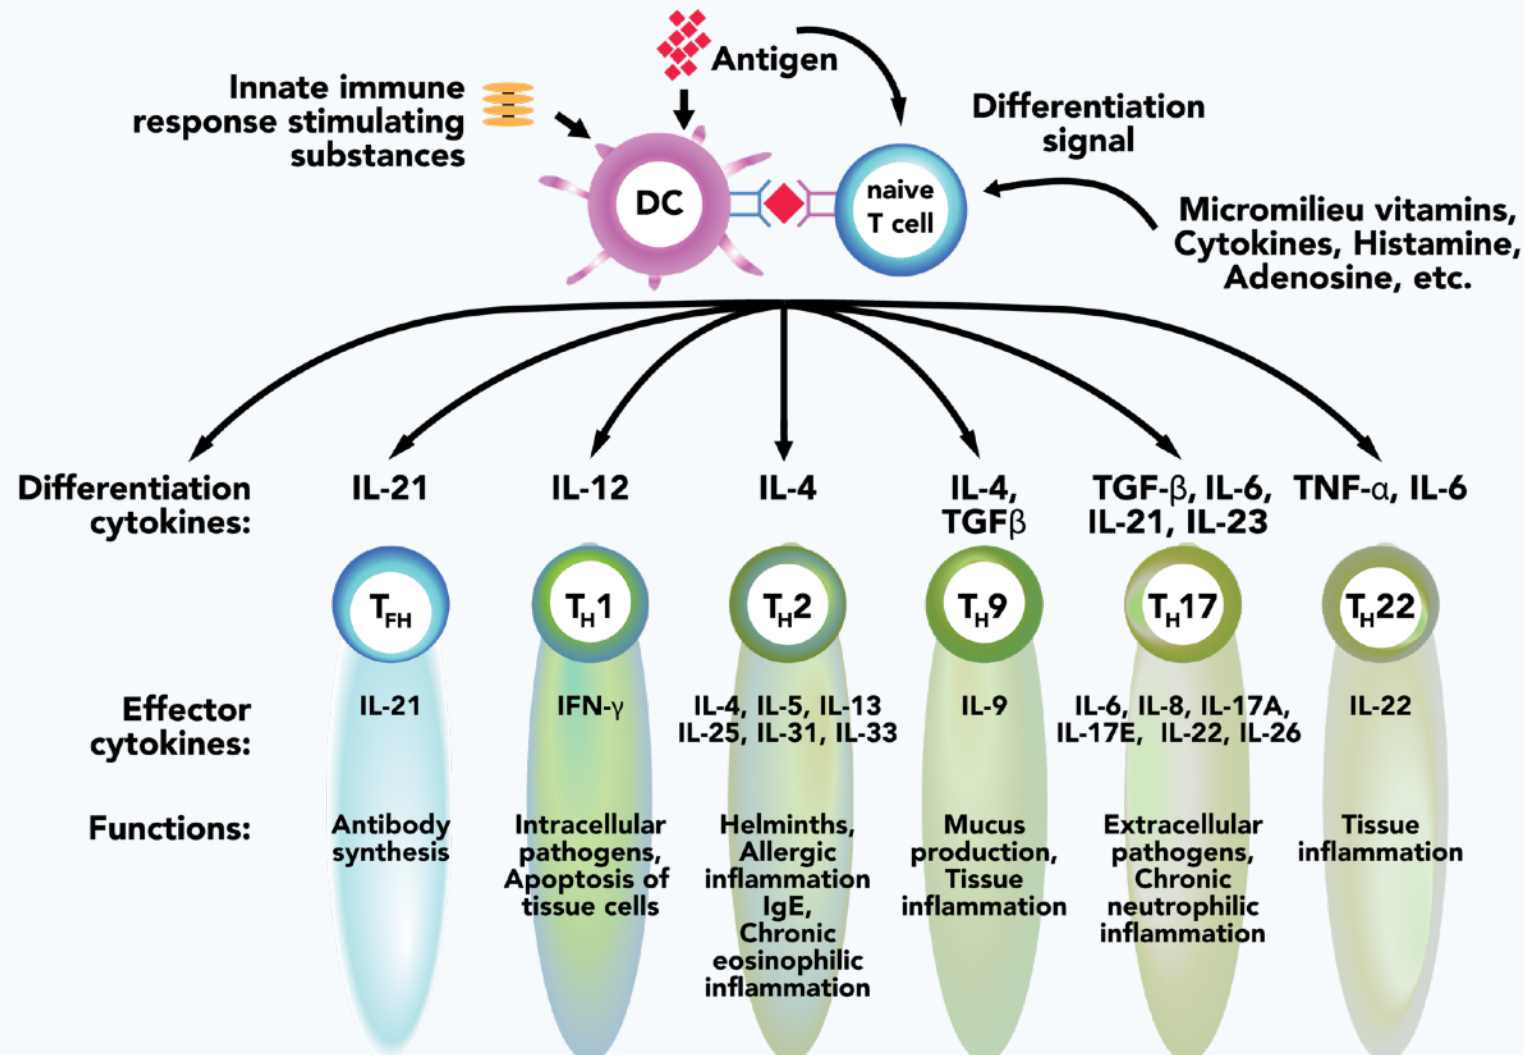 Antigen
Innate immune
response stimulating
substances
Differentiation
signal
DC
naive
T cell
Micromilieu vitamins,
Cytokines, Histamine,
Adenosine, etc.
Differentiation
cytokines:
IL-21
IL-12
IL-4
IL-4,
TGFβ
TGF-β, IL-6,
IL-21, IL-23
TNF-α, IL-6
TFH
TH1
TH2
TH9
TH17
TH22
Effector
cytokines:
IL-21
IFN-γ
IL-4, IL-5, IL-13
IL-25, IL-31, IL-33
IL-9
IL-6, IL-8, IL-17A,
IL-17E, IL-22, IL-26
IL-22
Functions:
Antibody
synthesis
Intracellular
pathogens,
Apoptosis of
tissue cells
Helminths,
Allergic
inflammation
IgE,
Chronic
eosinophilic
inflammation
Mucus
production,
Tissue
inflammation
Extracellular
pathogens,
Chronic
neutrophilic
inflammation
Tissue
inflammation